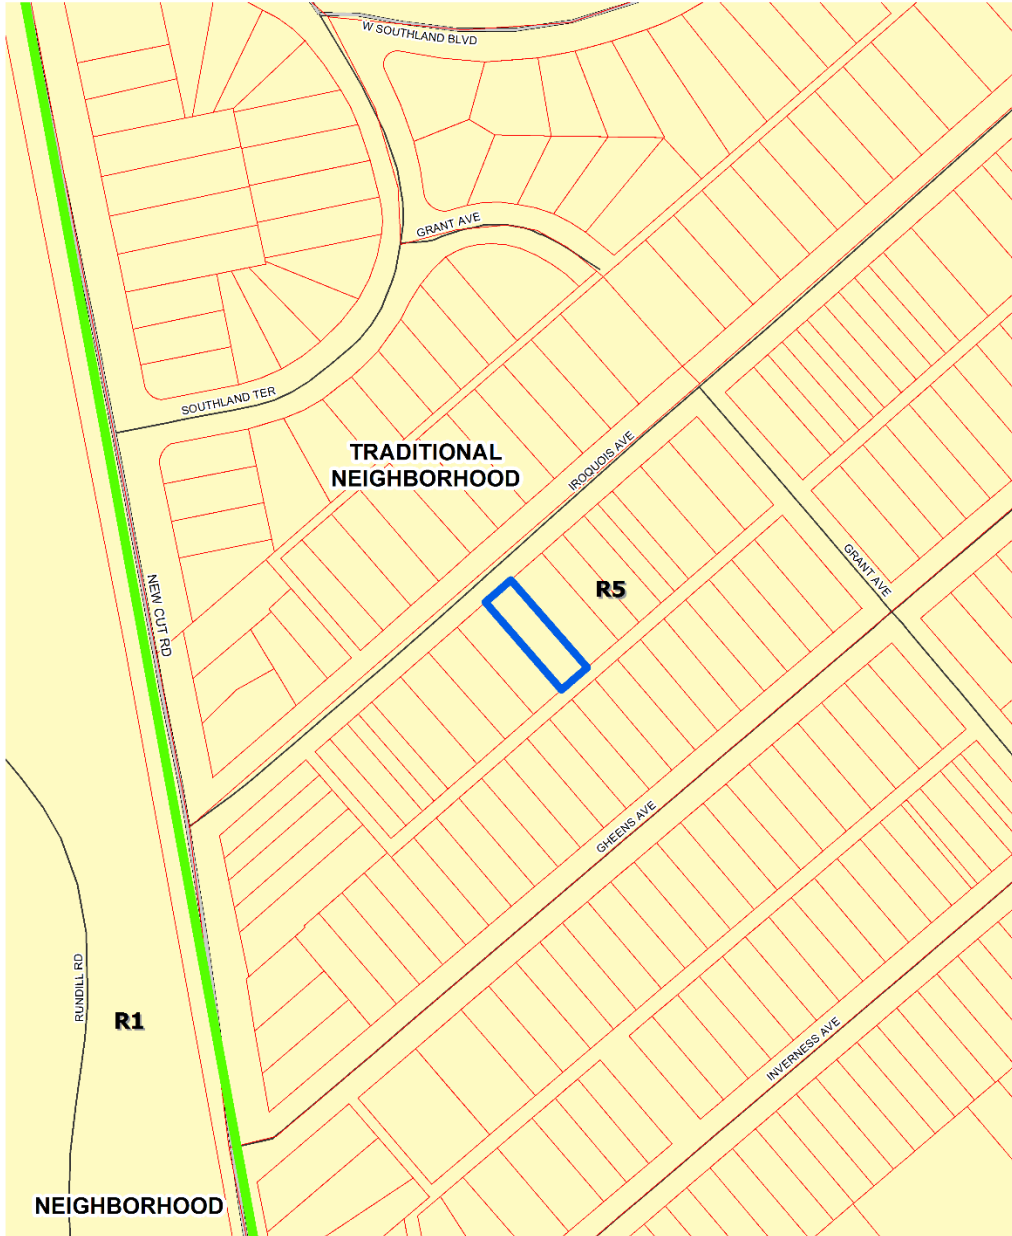 W SOUTHLAND BLVD
GRANT AVE
SOUTHLAND TER
TRADITIONAL
NEIGHBORHOOD
IROQUOIS AVE
GRANT AVE
R5
NEW CUT RD
GHEENS AVE
RUNDILL RD
R1
INVERNESS AVE
NEIGHBORHOOD